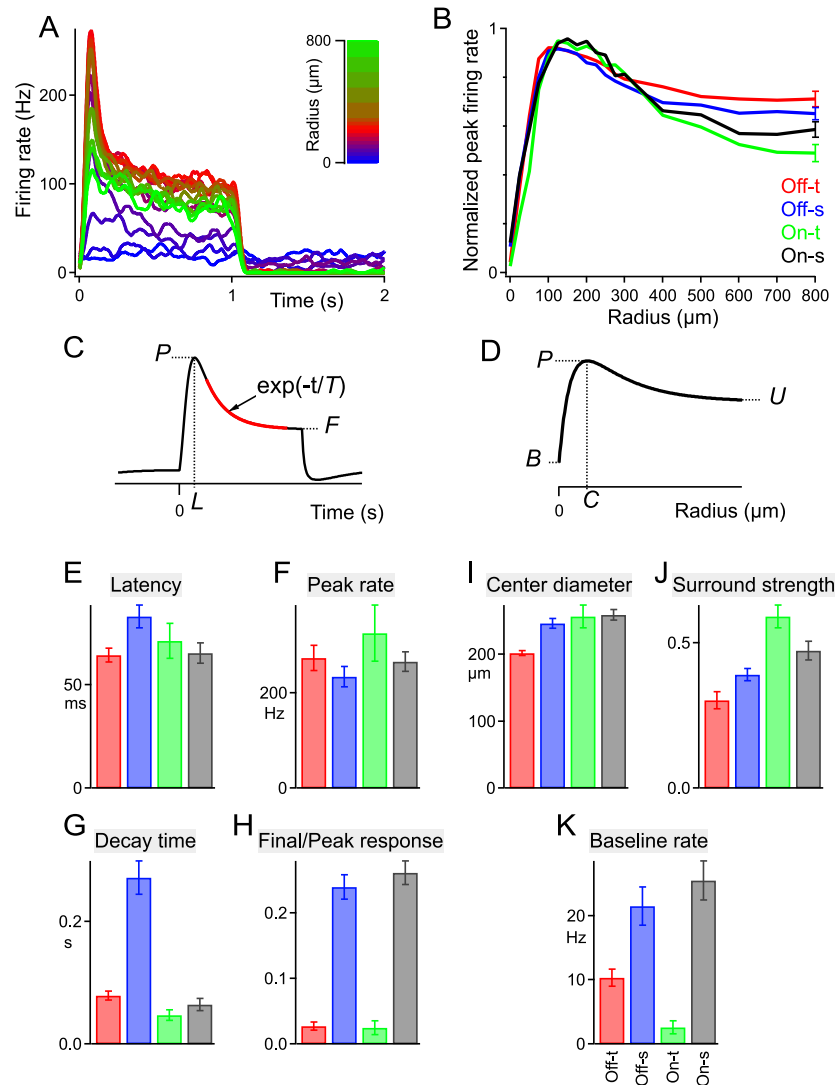 A
Firing rate (Hz)
200
100
0
0
1
2
Time (s)
Radius (µm)
800
0
B
Normalized peak firing rate
1
0
0
100
200
300
400
500
600
700
800
Radius (µm)
Off-t
Off-s
On-t
On-s
C
P
exp(-t/T)
F
0
L
Time (s)
D
P
U
B
0
C
Radius (µm)
E
Latency
50
ms
0
F
Peak rate
200
Hz
0
I
Center diameter
200
µm
100
0
J
Surround strength
0.5
0.0
G
Decay time
0.2
s
0.0
H
Final/Peak response
0.2
0.1
0.0
K
Baseline rate
20
Hz
10
0
Off-t
Off-s
On-t
On-s